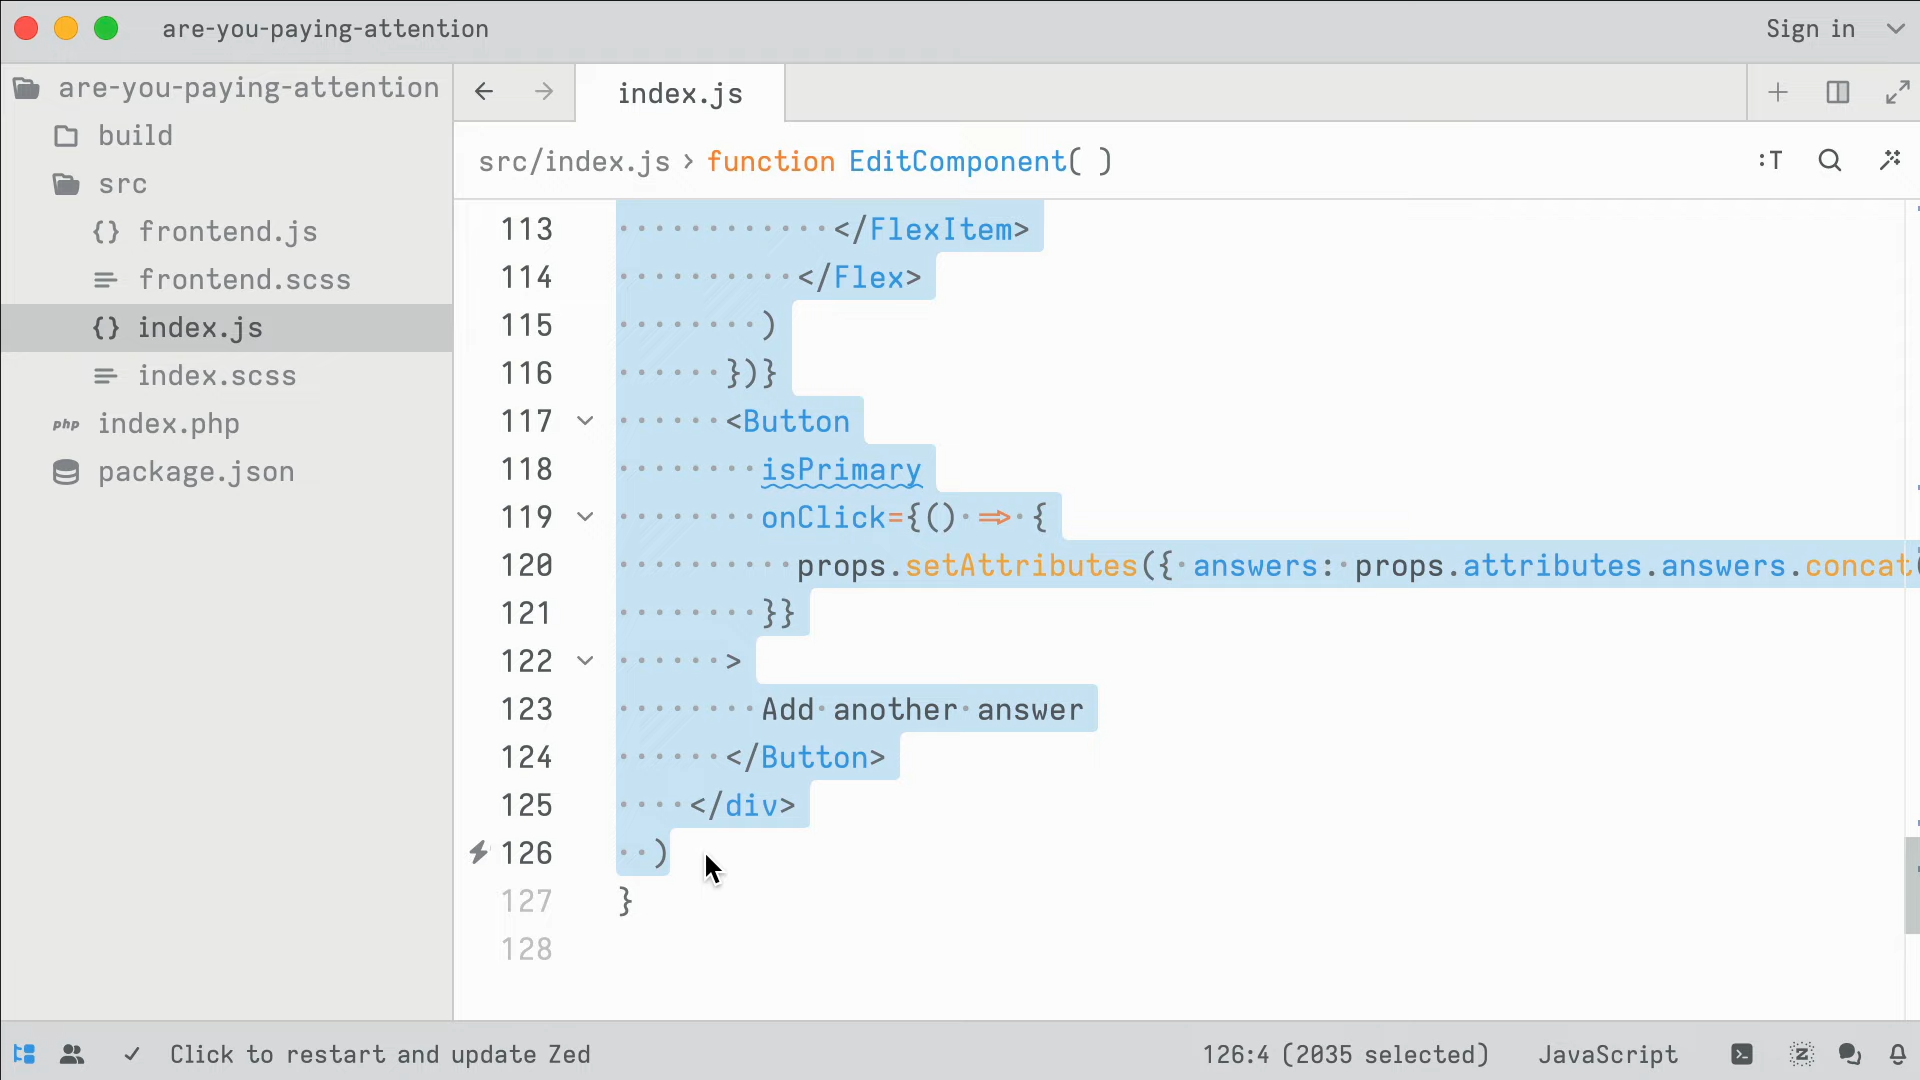 are-you-paying-attention
Sign in
are-you-paying-attention
build
src
frontend.js
frontend.scss
index.js
index.scss
php index.php
package.json
index.js
src/index.js › function EditComponent( )
:T
113 </FlexItem>
114 </Flex>
115 )
116 })}
117 <Button
118 isPrimary
119 onClick={() => {
120 props.setAttributes({ answers: props.attributes.answers.concat(
121 }}
122 >
123 Add another answer
124 </Button>
125 </div>
126 )
127 }
128
Click to restart and update Zed
126:4 (2035 selected)
JavaScript